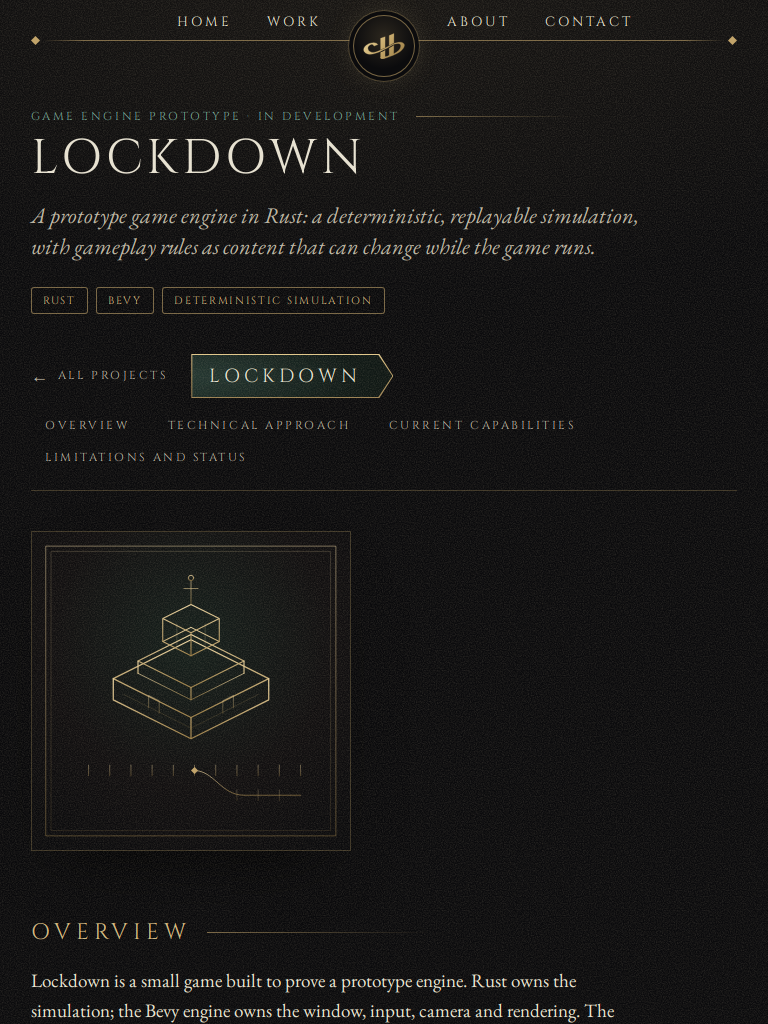 HOME WORK ABOUT CONTACT
GAME ENGINE PROTOTYPE · IN DEVELOPMENT
LOCKDOWN
A prototype game engine in Rust: a deterministic, replayable simulation,
with gameplay rules as content that can change while the game runs.
RUST BEVY DETERMINISTIC SIMULATION
← ALL PROJECTS LOCKDOWN
OVERVIEW TECHNICAL APPROACH CURRENT CAPABILITIES
LIMITATIONS AND STATUS
OVERVIEW
Lockdown is a small game built to prove a prototype engine. Rust owns the
simulation; the Bevy engine owns the window, input, camera and rendering. The